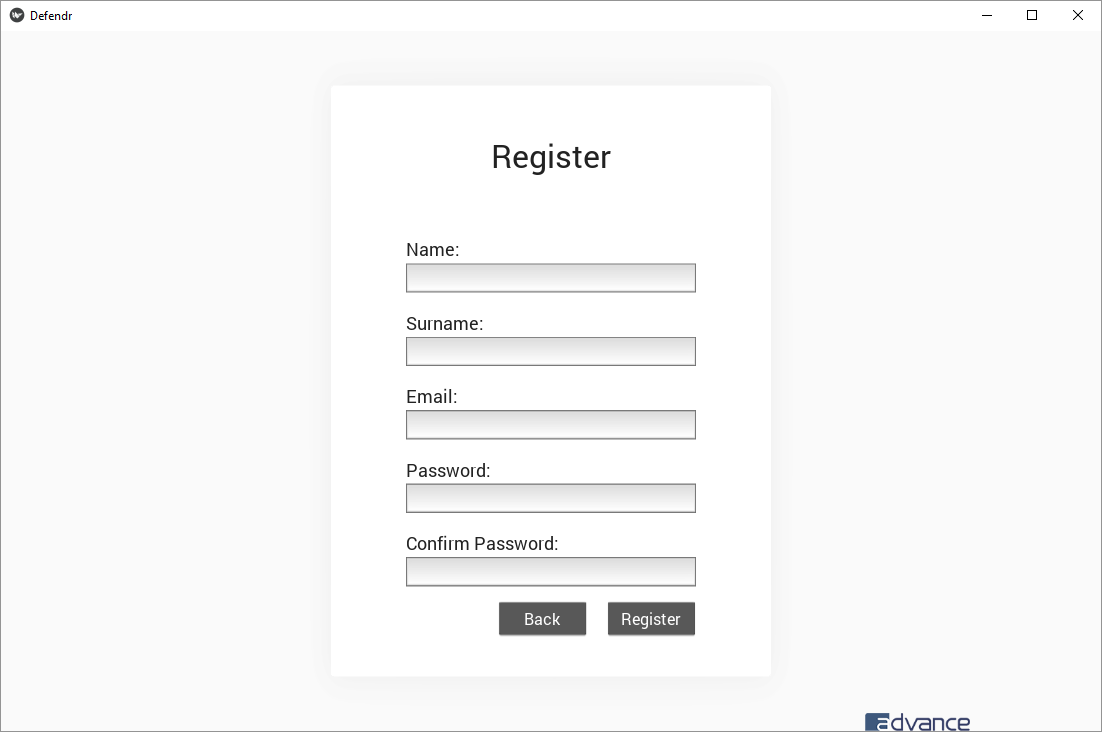 Defendr
Register
Name:
Surname:
Email:
Password:
Confirm Password:
Back Register
advance